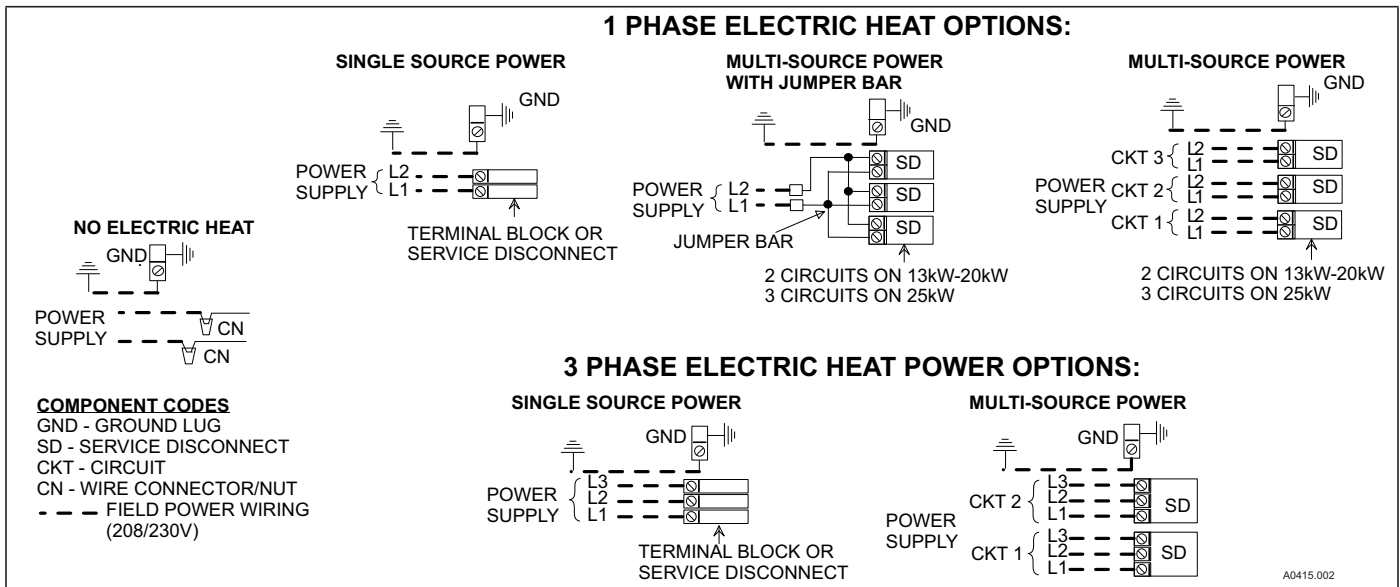 1 PHASE ELECTRIC HEAT OPTIONS:
SINGLE SOURCE POWER
GND
POWER
SUPPLY
L2
L1
TERMINAL BLOCK OR
SERVICE DISCONNECT
MULTI-SOURCE POWER
WITH JUMPER BAR
GND
SD
SD
SD
POWER
SUPPLY
L2
L1
JUMPER BAR
2 CIRCUITS ON 13kW-20kW
3 CIRCUITS ON 25kW
MULTI-SOURCE POWER
GND
CKT 3
L2
L1
SD
POWER
SUPPLY
CKT 2
L2
L1
SD
CKT 1
L2
L1
SD
2 CIRCUITS ON 13kW-20kW
3 CIRCUITS ON 25kW
NO ELECTRIC HEAT
GND
POWER
SUPPLY
CN
CN
COMPONENT CODES
GND - GROUND LUG
SD - SERVICE DISCONNECT
CKT - CIRCUIT
CN - WIRE CONNECTOR/NUT
FIELD POWER WIRING
(208/230V)
3 PHASE ELECTRIC HEAT POWER OPTIONS:
SINGLE SOURCE POWER
GND
POWER
SUPPLY
L3
L2
L1
TERMINAL BLOCK OR
SERVICE DISCONNECT
MULTI-SOURCE POWER
GND
POWER
SUPPLY
CKT 2
L3
L2
L1
SD
CKT 1
L3
L2
L1
SD
A0415.002